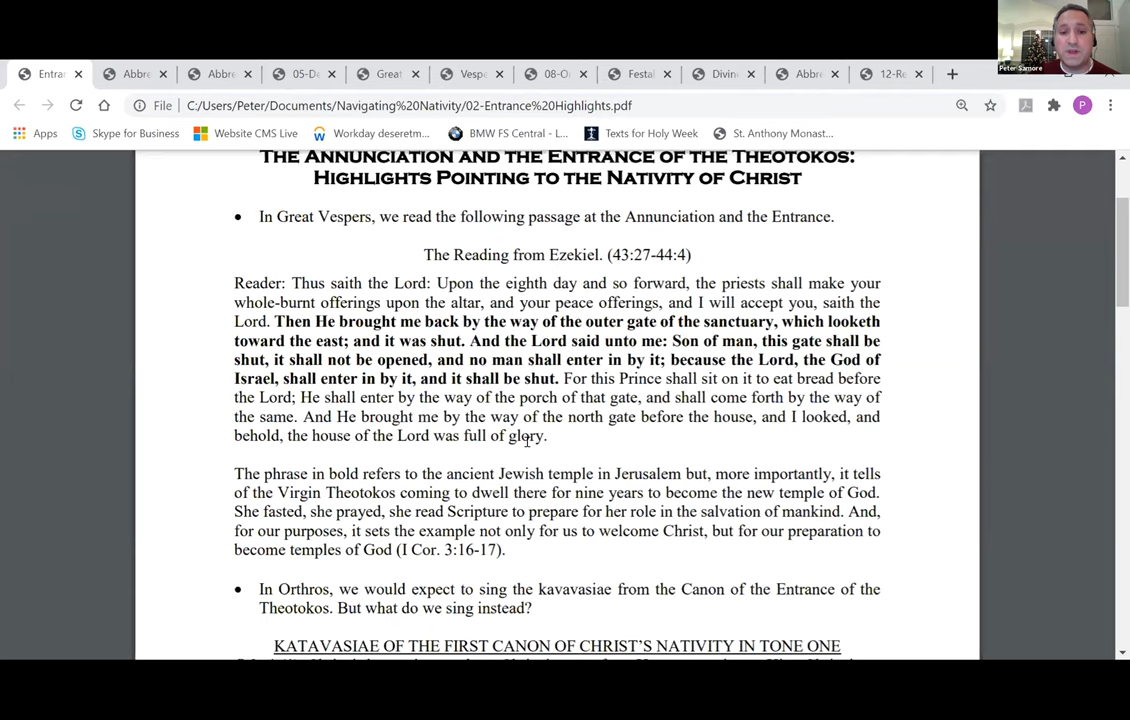 Peter Samore
Entrar
Abbre
Abbre
05-De
Great
Vespe
08-O
Festal
Divin
Abbre
12-Re
File
C:/Users/Peter/Documents/Navigating%20Nativity/02-Entrance%20Highlights.pdf
P
Apps
Skype for Business
Website CMS Live
Workday deseretm...
BMW FS Central - L...
Texts for Holy Week
St. Anthony Monast...
THE ANNUNCIATION AND THE ENTRANCE OF THE THEOTOKOS:
HIGHLIGHTS POINTING TO THE NATIVITY OF CHRIST
• In Great Vespers, we read the following passage at the Annunciation and the Entrance.
The Reading from Ezekiel. (43:27-44:4)
Reader: Thus saith the Lord: Upon the eighth day and so forward, the priests shall make your
whole-burnt offerings upon the altar, and your peace offerings, and I will accept you, saith the
Lord. Then He brought me back by the way of the outer gate of the sanctuary, which looketh
toward the east; and it was shut. And the Lord said unto me: Son of man, this gate shall be
shut, it shall not be opened, and no man shall enter in by it; because the Lord, the God of
Israel, shall enter in by it, and it shall be shut. For this Prince shall sit on it to eat bread before
the Lord; He shall enter by the way of the porch of that gate, and shall come forth by the way of
the same. And He brought me by the way of the north gate before the house, and I looked, and
behold, the house of the Lord was full of glory.
The phrase in bold refers to the ancient Jewish temple in Jerusalem but, more importantly, it tells
of the Virgin Theotokos coming to dwell there for nine years to become the new temple of God.
She fasted, she prayed, she read Scripture to prepare for her role in the salvation of mankind. And,
for our purposes, it sets the example not only for us to welcome Christ, but for our preparation to
become temples of God (I Cor. 3:16-17).
• In Orthros, we would expect to sing the kavavasiae from the Canon of the Entrance of the
Theotokos. But what do we sing instead?
KATAVASIAE OF THE FIRST CANON OF CHRIST'S NATIVITY IN TONE ONE